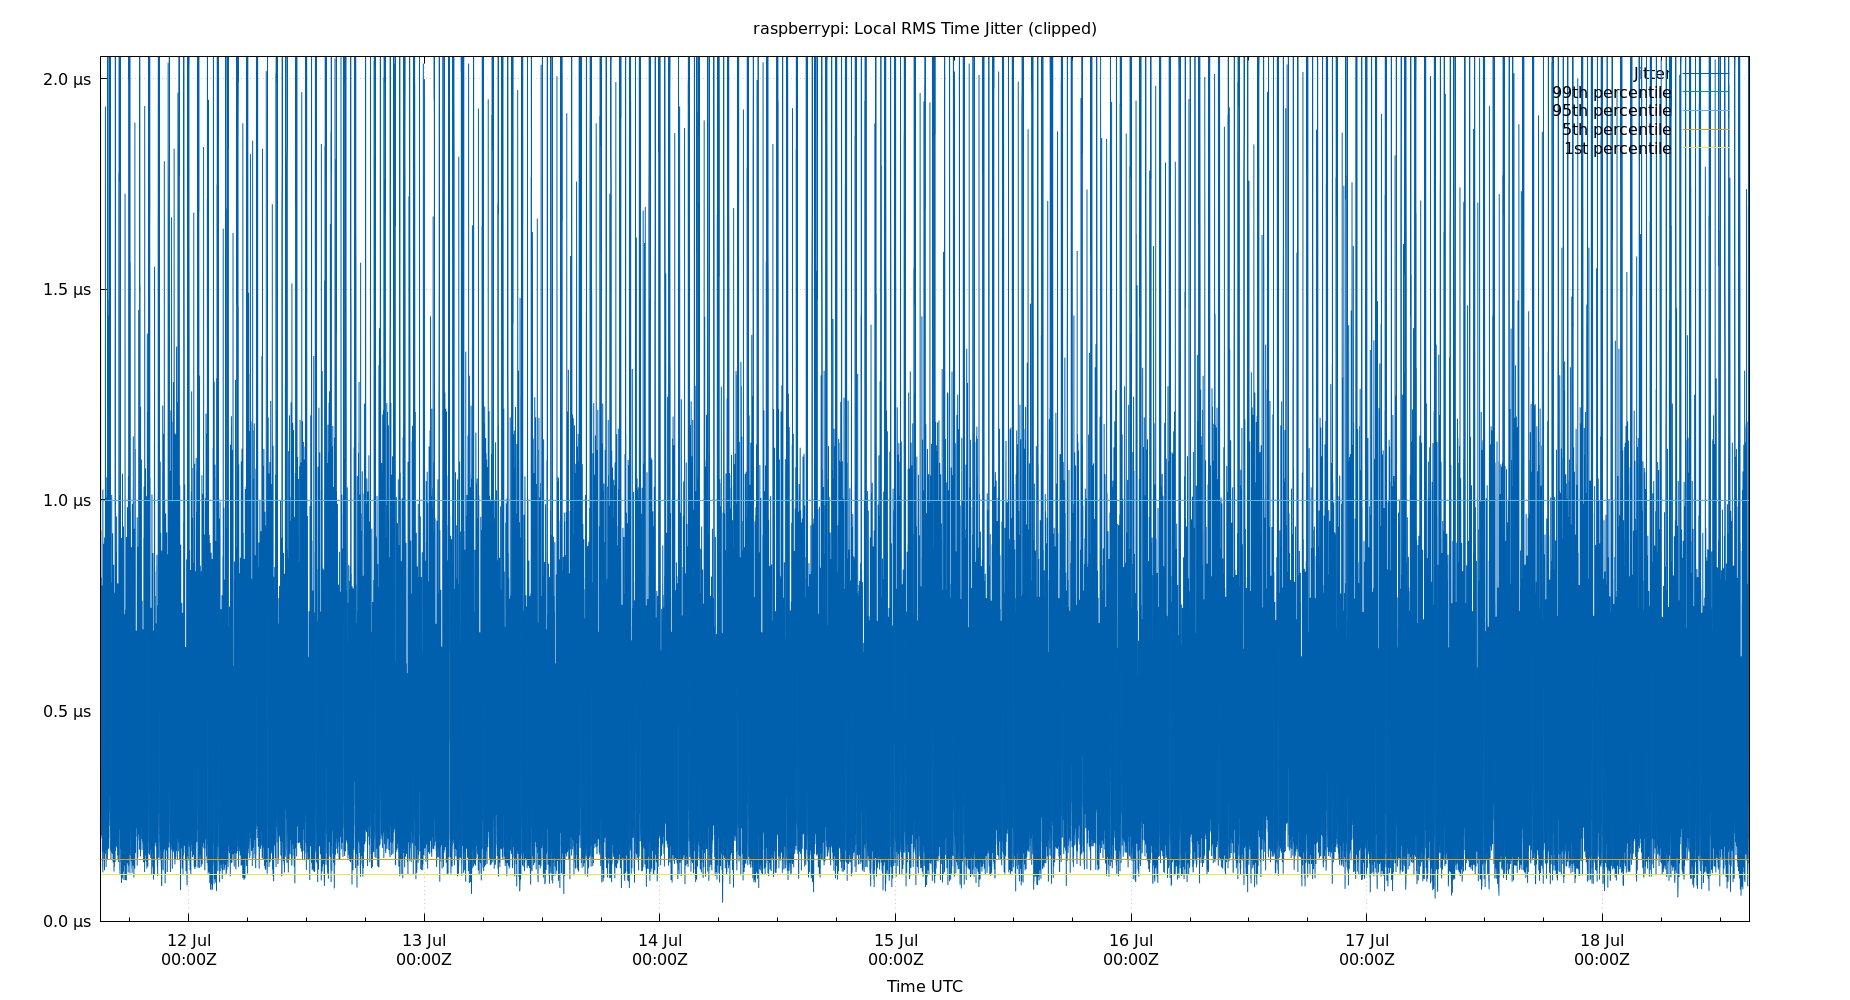 raspberrypi: Local RMS Time Jitter (clipped)
2.0 µs
1.5 µs
1.0 µs
0.5 µs
0.0 µs
Jitter
99th percentile
95th percentile
5th percentile
1st percentile
12 Jul 13 Jul 14 Jul 15 Jul 16 Jul 17 Jul 18 Jul
00:00Z 00:00Z 00:00Z 00:00Z 00:00Z 00:00Z 00:00Z
Time UTC